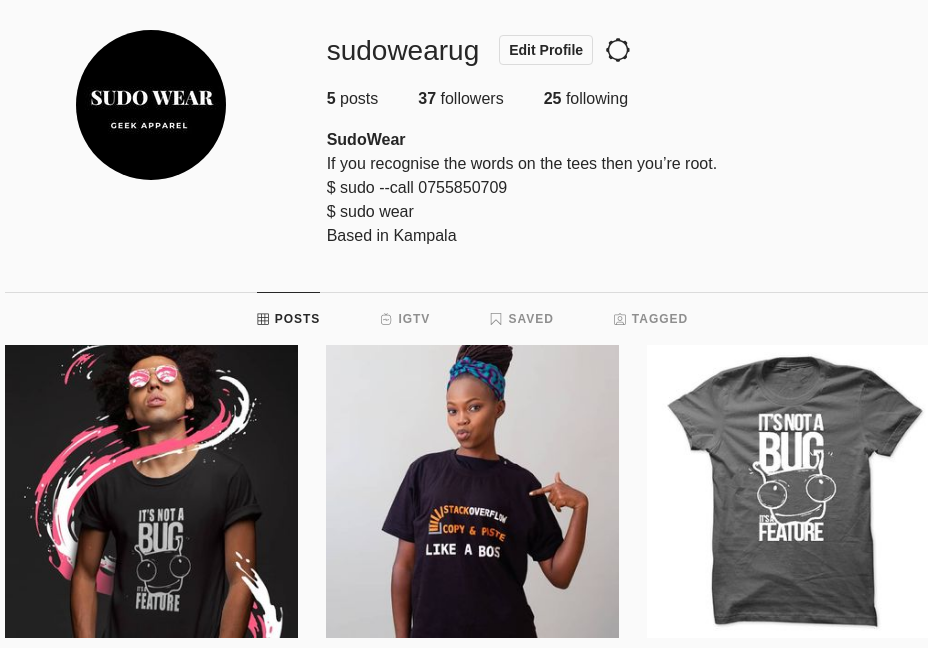 SUDO WEAR
GEEK APPAREL
sudowearug Edit Profile
5 posts 37 followers 25 following
SudoWear
If you recognise the words on the tees then you're root.
$ sudo --call 0755850709
$ sudo wear
Based in Kampala
POSTS IGTV SAVED TAGGED
IT'S NOT A
BUG
IT'S A
FEATURE
STACKOVERFLOW
COPY & PASTE
LIKE A BOS
IT'S NOT A
BUG
IT'S A
FEATURE